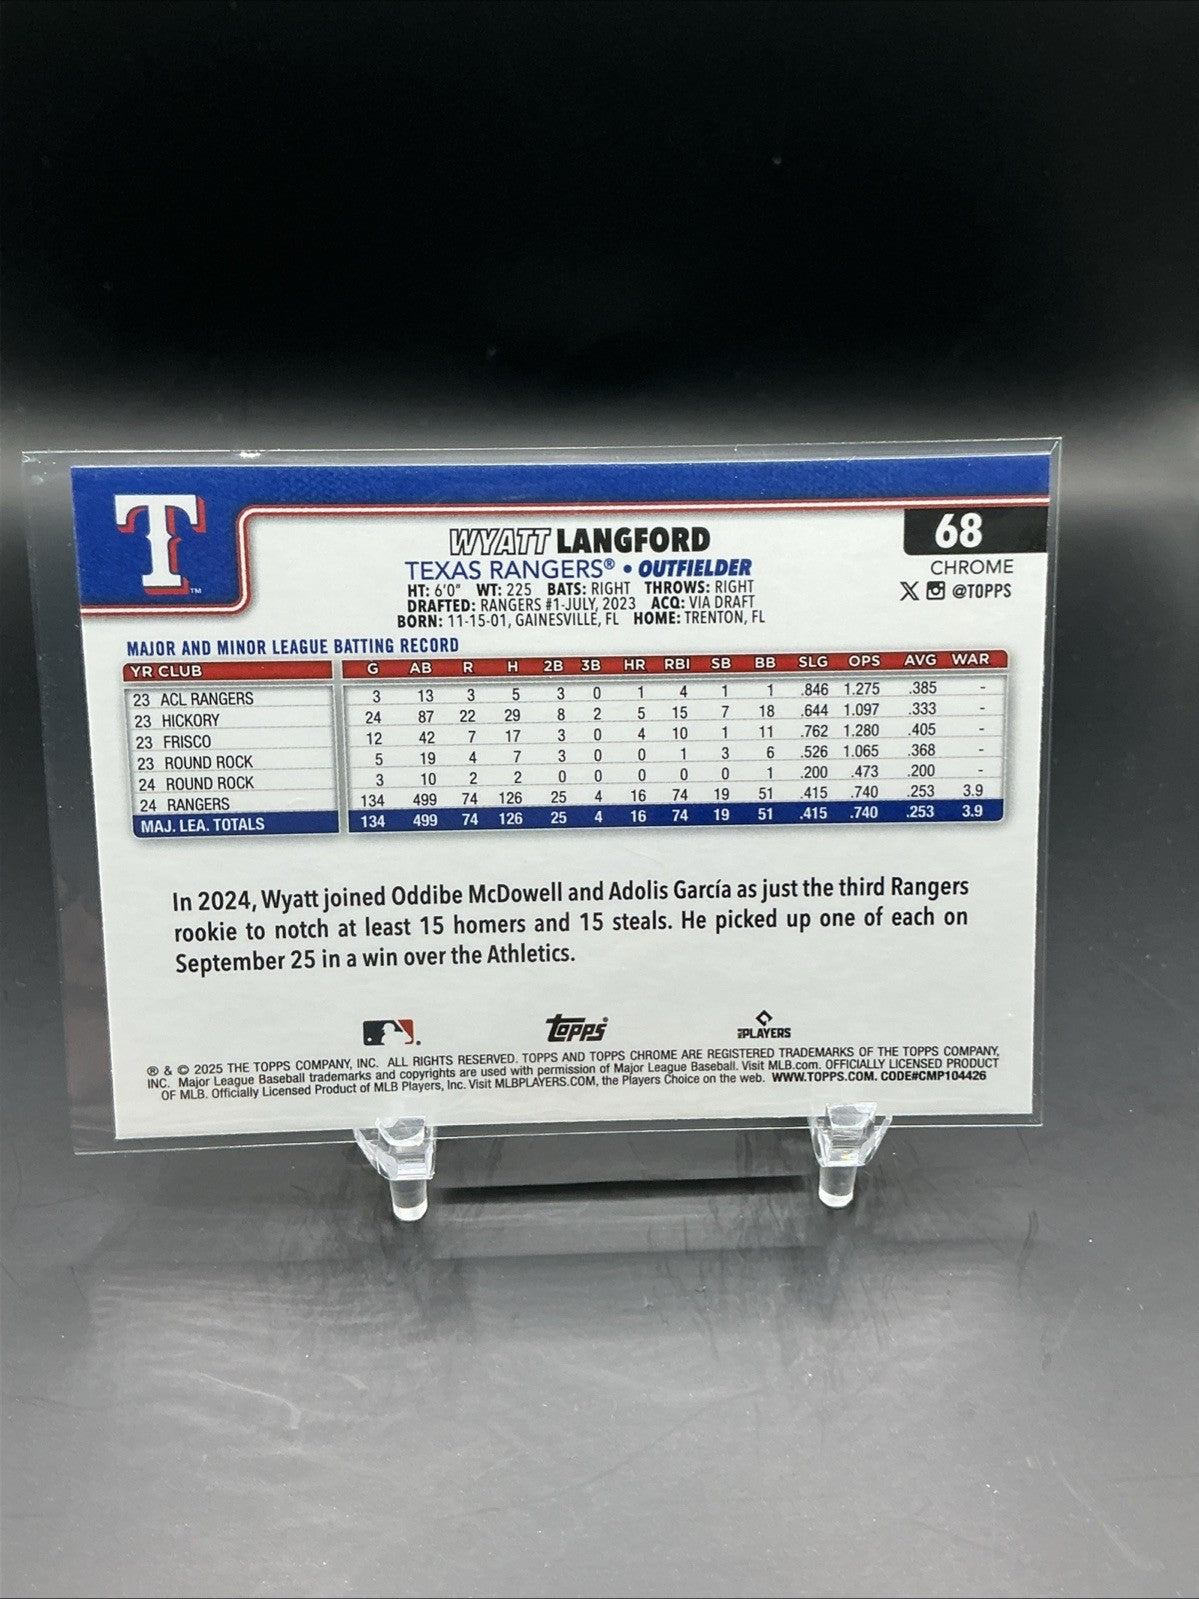 T ™
68
WYATT LANGFORD
CHROME
TEXAS RANGERS® • OUTFIELDER
@TOPPS
HT: 6'0" WT: 225 BATS: RIGHT THROWS: RIGHT
DRAFTED: RANGERS #1-JULY, 2023 ACQ: VIA DRAFT
BORN: 11-15-01, GAINESVILLE, FL HOME: TRENTON, FL
MAJOR AND MINOR LEAGUE BATTING RECORD
YR CLUB G AB R H 2B 3B HR RBI SB BB SLG OPS AVG WAR
23 ACL RANGERS 3 13 3 5 3 0 1 4 1 1 .846 1.275 .385 -
23 HICKORY 24 87 22 29 8 2 5 15 7 18 .644 1.097 .333 -
23 FRISCO 12 42 7 17 3 0 4 10 1 11 .762 1.280 .405 -
23 ROUND ROCK 5 19 4 7 3 0 0 1 3 6 .526 1.065 .368 -
24 ROUND ROCK 3 10 2 2 0 0 0 0 0 1 .200 .473 .200 -
24 RANGERS 134 499 74 126 25 4 16 74 19 51 .415 .740 .253 3.9
MAJ. LEA. TOTALS 134 499 74 126 25 4 16 74 19 51 .415 .740 .253 3.9
In 2024, Wyatt joined Oddibe McDowell and Adolis García as just the third Rangers
rookie to notch at least 15 homers and 15 steals. He picked up one of each on
September 25 in a win over the Athletics.
Topps
PLAYERS
® & © 2025 THE TOPPS COMPANY, INC. ALL RIGHTS RESERVED. TOPPS AND TOPPS CHROME ARE REGISTERED TRADEMARKS OF THE TOPPS COMPANY,
INC. Major League Baseball trademarks and copyrights are used with permission of Major League Baseball. Visit MLB.com. OFFICIALLY LICENSED PRODUCT
OF MLB. Officially Licensed Product of MLB Players, Inc. Visit MLBPLAYERS.COM, the Players Choice on the web. WWW.TOPPS.COM. CODE#CMP104426